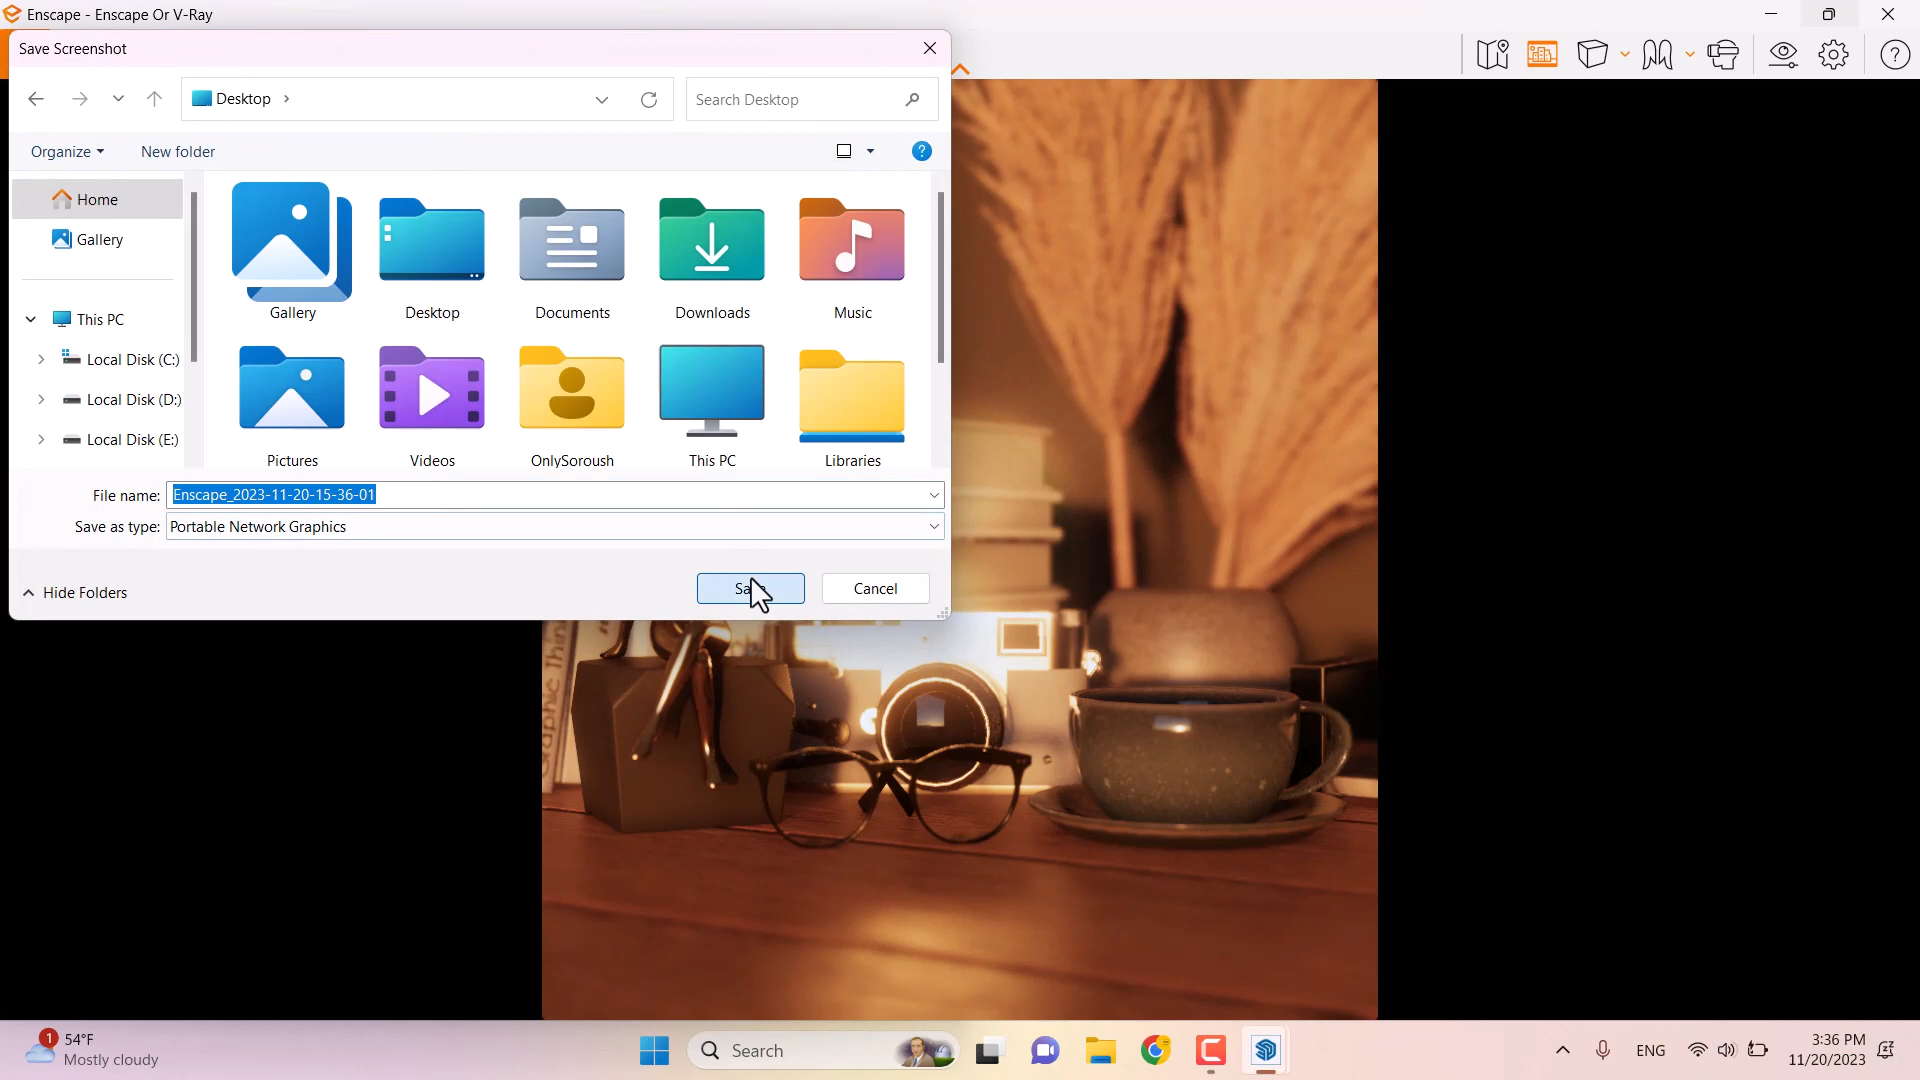 Enscape - Enscape Or V-Ray
Save Screenshot
Desktop
Search Desktop
Organize
New folder
Home
Gallery
This PC
Local Disk (C:)
Local Disk (D:)
Local Disk (E:)
Gallery
Desktop
Documents
Downloads
Music
Pictures
Videos
OnlySoroush
This PC
Libraries
File name: Enscape_2023-11-20-15-36-01
Save as type: Portable Network Graphics
Hide Folders
Cancel
1
54°F
Mostly cloudy
Search
ENG
3:36 PM
11/20/2023